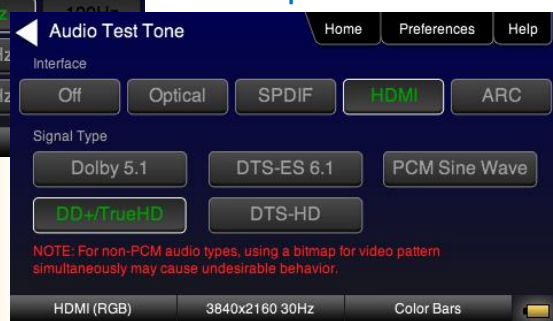 100Hz
Audio Test Tone Home Preferences Help
Interface
Off Optical SPDIF HDMI ARC
Signal Type
Dolby 5.1 DTS-ES 6.1 PCM Sine Wave
DD+/TrueHD DTS-HD
NOTE: For non-PCM audio types, using a bitmap for video pattern
simultaneously may cause undesirable behavior.
HDMI (RGB) 3840x2160 30Hz Color Bars